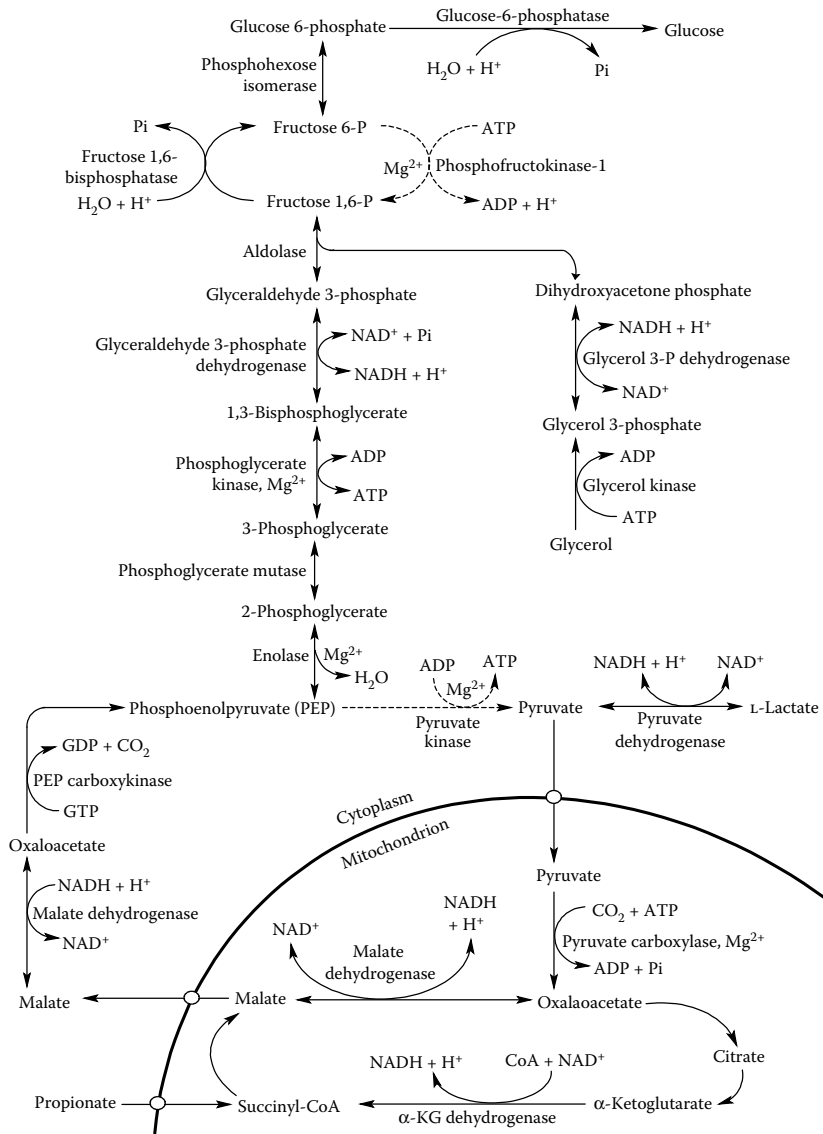 Glucose 6-phosphate
Glucose-6-phosphatase
Glucose
H₂O + H⁺
Pi
Phosphohexose
isomerase
Pi
Fructose 6-P
ATP
Fructose 1,6-
bisphosphatase
Mg²⁺
Phosphofructokinase-1
H₂O + H⁺
Fructose 1,6-P
ADP + H⁺
Aldolase
Glyceraldehyde 3-phosphate
Dihydroxyacetone phosphate
Glyceraldehyde 3-phosphate
dehydrogenase
NAD⁺ + Pi
NADH + H⁺
NADH + H⁺
Glycerol 3-P dehydrogenase
NAD⁺
1,3-Bisphosphoglycerate
Glycerol 3-phosphate
Phosphoglycerate
kinase, Mg²⁺
ADP
ATP
ADP
Glycerol kinase
ATP
3-Phosphoglycerate
Glycerol
Phosphoglycerate mutase
2-Phosphoglycerate
Enolase
Mg²⁺
H₂O
ADP
ATP
Mg²⁺
NADH + H⁺
NAD⁺
Phosphoenolpyruvate (PEP)
Pyruvate
kinase
Pyruvate
Pyruvate
dehydrogenase
L-Lactate
GDP + CO₂
PEP carboxykinase
GTP
Oxaloacetate
Cytoplasm
Mitochondrion
Pyruvate
NADH + H⁺
Malate dehydrogenase
NAD⁺
CO₂ + ATP
Pyruvate carboxylase, Mg²⁺
ADP + Pi
NAD⁺
Malate
dehydrogenase
NADH
+ H⁺
Malate
Malate
Oxalaoacetate
Citrate
NADH + H⁺
CoA + NAD⁺
Propionate
Succinyl-CoA
α-KG dehydrogenase
α-Ketoglutarate